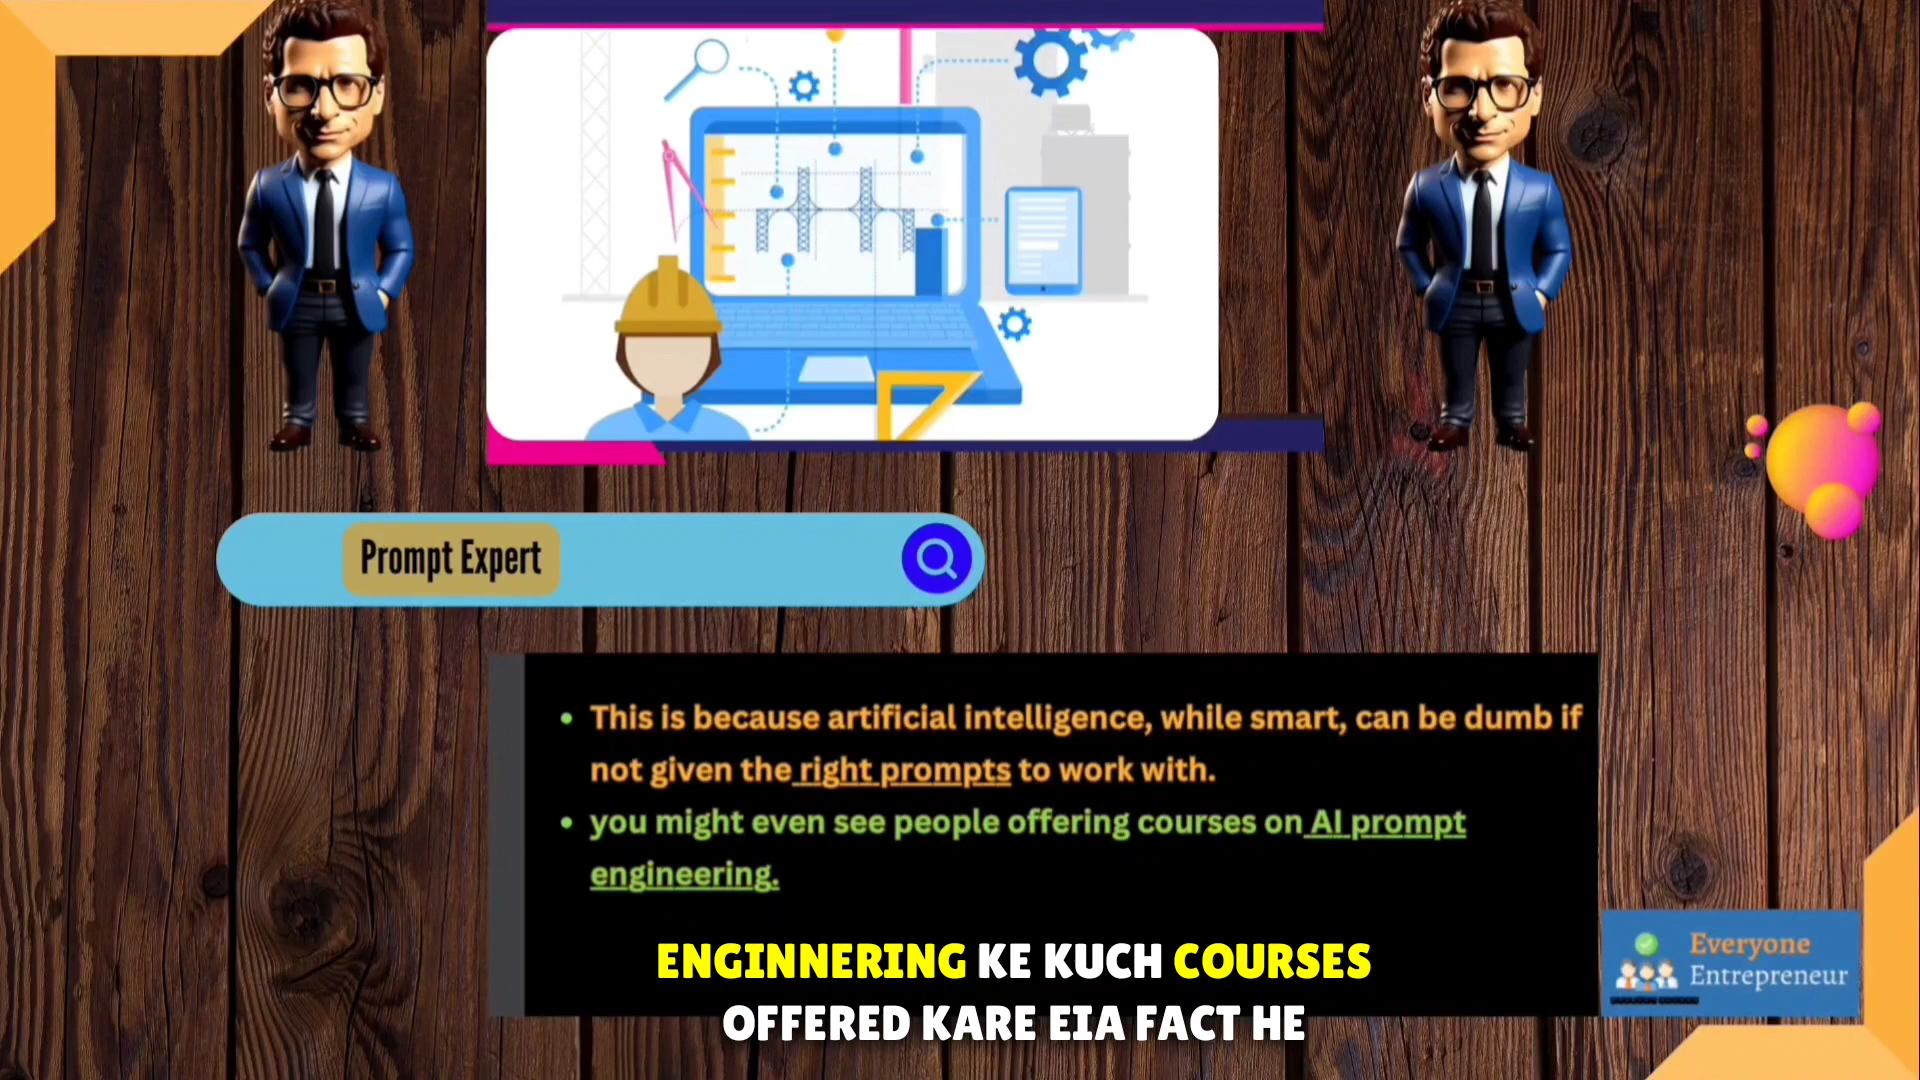 Prompt Expert
This is because artificial intelligence, while smart, can be dumb if
not given the right prompts to work with.
you might even see people offering courses on AI prompt
engineering.
ENGINNERING KE KUCH COURSES
OFFERED KARE EIA FACT HE
Everyone
Entrepreneur